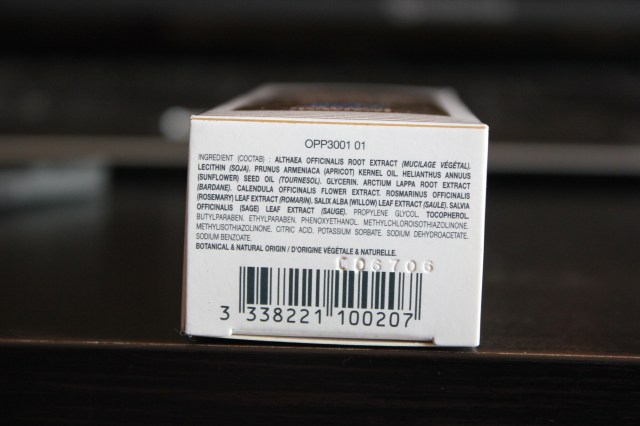 OPP3001 01
INGREDIENT (СОСТАВ) : ALTHAEA OFFICINALIS ROOT EXTRACT (MUCILAGE VÉGÉTAL).
LECITHIN (SOJA). PRUNUS ARMENIACA (APRICOT) KERNEL OIL. HELIANTHUS ANNUUS
(SUNFLOWER) SEED OIL (TOURNESOL). GLYCERIN. ARCTIUM LAPPA ROOT EXTRACT
(BARDANE). CALENDULA OFFICINALIS FLOWER EXTRACT. ROSMARINUS OFFICINALIS
(ROSEMARY) LEAF EXTRACT (ROMARIN). SALIX ALBA (WILLOW) LEAF EXTRACT (SAULE). SALVIA
OFFICINALIS (SAGE) LEAF EXTRACT (SAUGE). PROPYLENE GLYCOL. TOCOPHEROL.
BUTYLPARABEN. ETHYLPARABEN. PHENOXYETHANOL. METHYLCHLOROISOTHIAZOLINONE.
METHYLISOTHIAZOLINONE. CITRIC ACID. POTASSIUM SORBATE. SODIUM DEHYDROACETATE.
SODIUM BENZOATE.
BOTANICAL & NATURAL ORIGIN / D'ORIGINE VÉGÉTALE & NATURELLE.
C06706
3 338221 100207